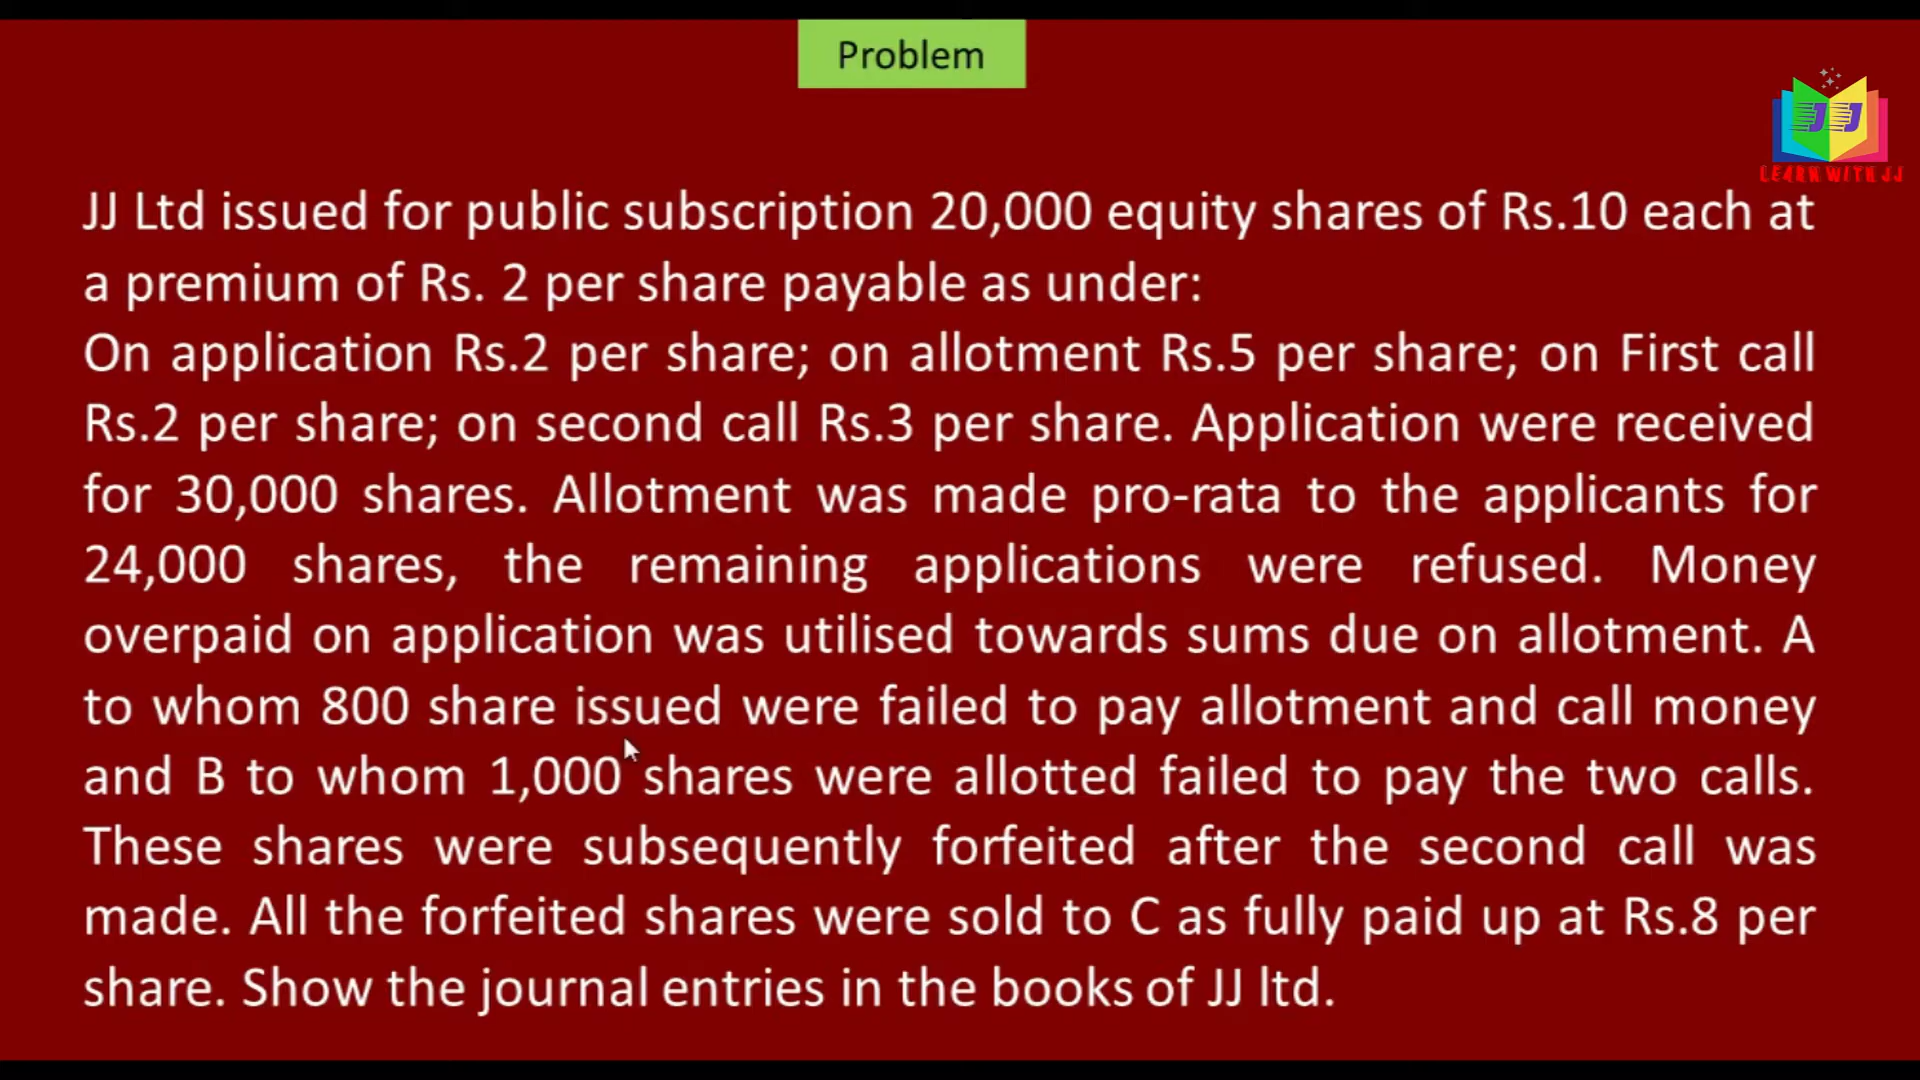 Problem
LEARN WITH JJ
JJ Ltd issued for public subscription 20,000 equity shares of Rs.10 each at
a premium of Rs. 2 per share payable as under:
On application Rs.2 per share; on allotment Rs.5 per share; on First call
Rs.2 per share; on second call Rs.3 per share. Application were received
for 30,000 shares. Allotment was made pro-rata to the applicants for
24,000 shares, the remaining applications were refused. Money
overpaid on application was utilised towards sums due on allotment. A
to whom 800 share issued were failed to pay allotment and call money
and B to whom 1,000 shares were allotted failed to pay the two calls.
These shares were subsequently forfeited after the second call was
made. All the forfeited shares were sold to C as fully paid up at Rs.8 per
share. Show the journal entries in the books of JJ ltd.